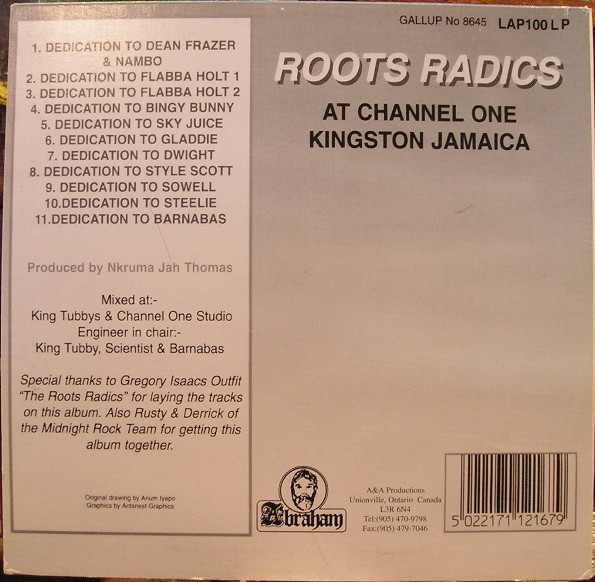 GALLUP No 8645 LAP100 LP
ROOTS RADICS
AT CHANNEL ONE
KINGSTON JAMAICA
1. DEDICATION TO DEAN FRAZER
& NAMBO
2. DEDICATION TO FLABBA HOLT 1
3. DEDICATION TO FLABBA HOLT 2
4. DEDICATION TO BINGY BUNNY
5. DEDICATION TO SKY JUICE
6. DEDICATION TO GLADDIE
7. DEDICATION TO DWIGHT
8. DEDICATION TO STYLE SCOTT
9. DEDICATION TO SOWELL
10.DEDICATION TO STEELIE
11.DEDICATION TO BARNABAS
Produced by Nkruma Jah Thomas
Mixed at:-
King Tubbys & Channel One Studio
Engineer in chair:-
King Tubby, Scientist & Barnabas
Special thanks to Gregory Isaacs Outfit
"The Roots Radics" for laying the tracks
on this album. Also Rusty & Derrick of
the Midnight Rock Team for getting this
album together.
Original drawing by Arium Iyapo
Graphics by Antsnest Graphics
Abraham
A&A Productions
Unionville, Ontario Canada
L3R 6N4
Tel:(905) 470-9798
Fax:(905) 479-7046
5 022171 121679